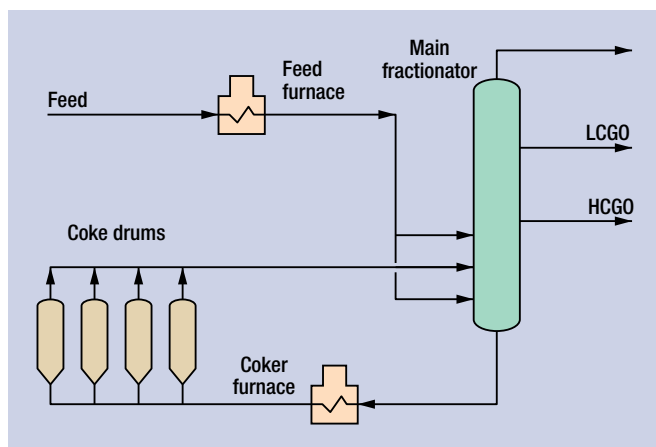 Main
fractionator
Feed
furnace
Feed
LCGO
HCGO
Coke drums
Coker
furnace